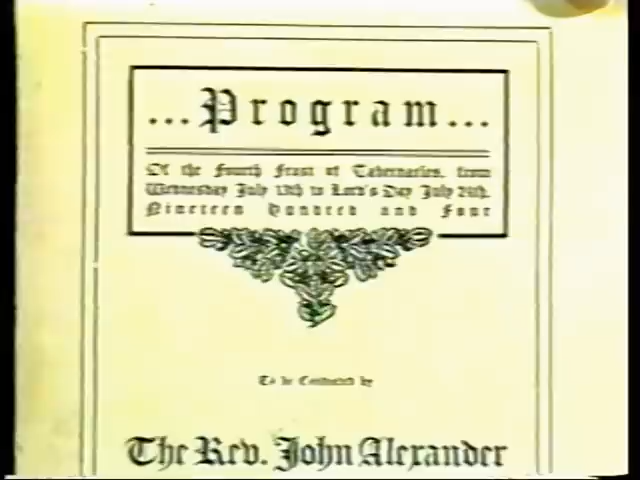 ...Program...
Of the Fourth Feast of Tabernacles, from
Wednesday July 13th to Lord's Day July 24th,
Nineteen Hundred and Four
To be Conducted by
The Rev. John Alexander